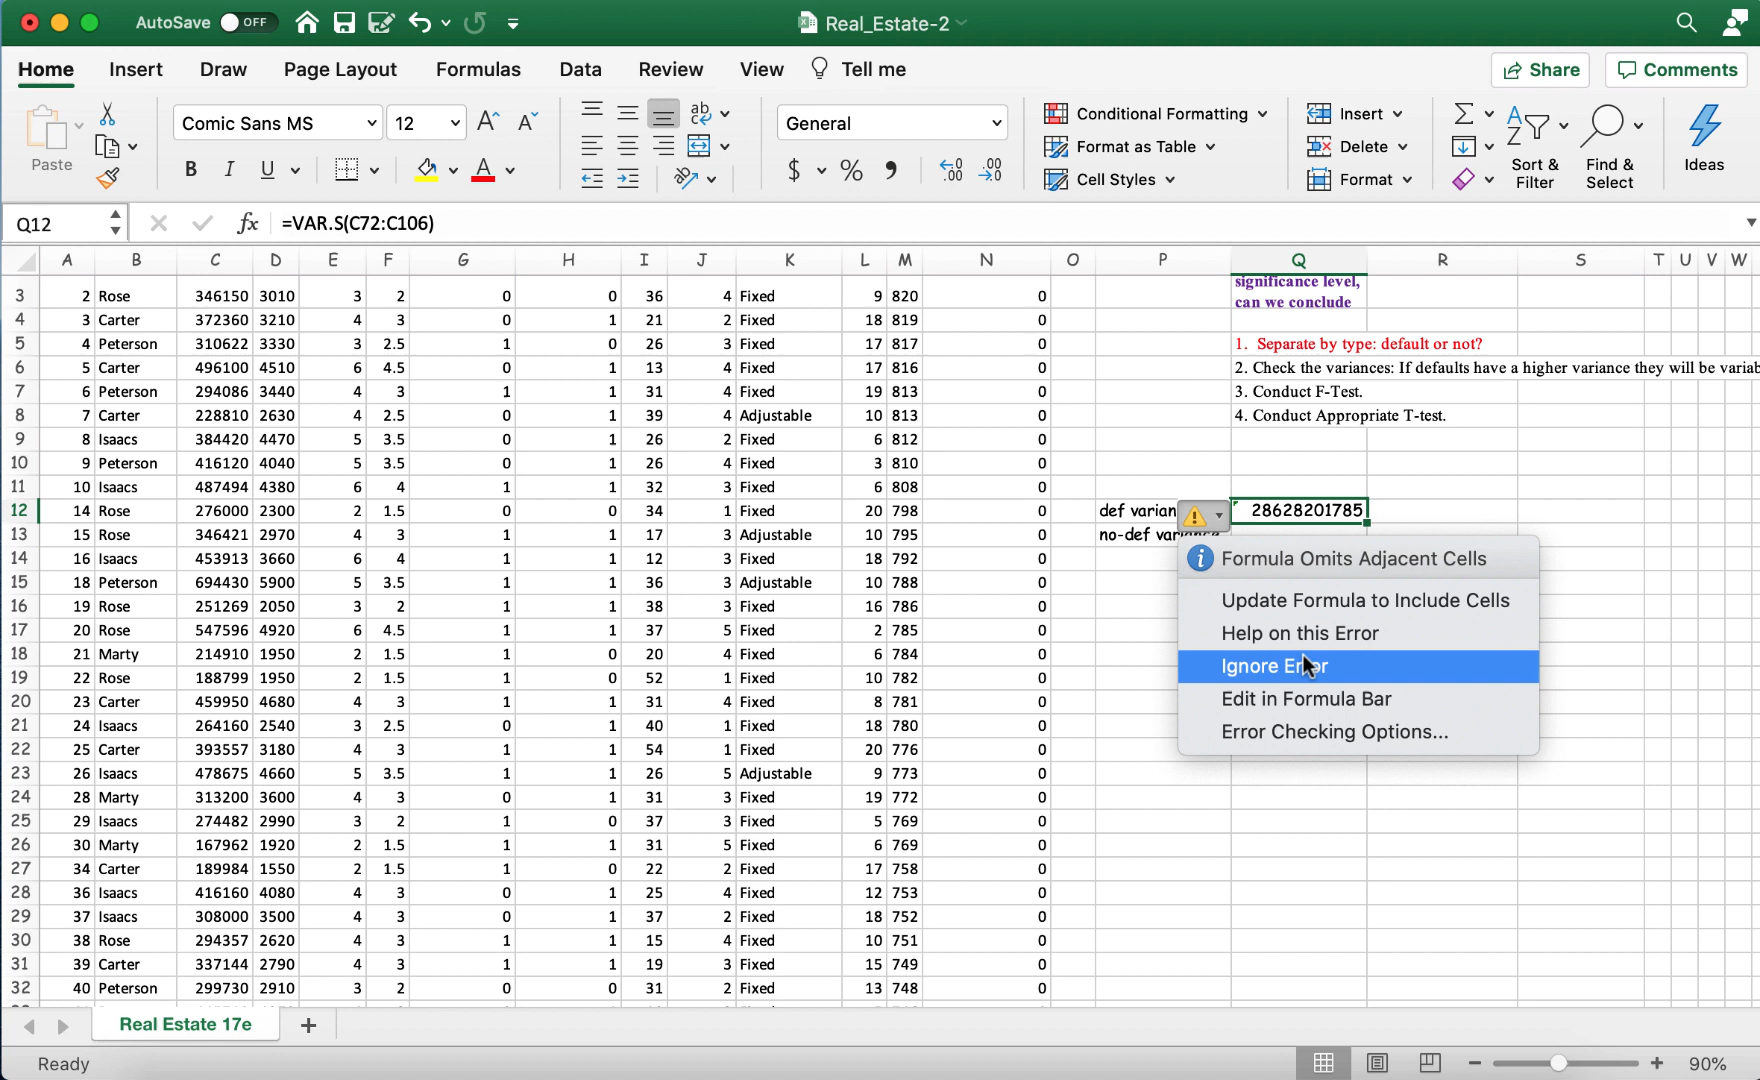 AutoSave OFF Real_Estate-2
Home Insert Draw Page Layout Formulas Data Review View Tell me Share Comments
Paste Comic Sans MS 12 General Conditional Formatting Format as Table Cell Styles Insert Delete Format Sort & Filter Find & Select Ideas
Q12 fx =VAR.S(C72:C106)
A B C D E F G H I J K L M N O P Q R S T U V W
significance level,
3 2 Rose 346150 3010 3 2 0 0 36 4 Fixed 9 820 0 can we conclude
4 3 Carter 372360 3210 4 3 0 1 21 2 Fixed 18 819 0
5 4 Peterson 310622 3330 3 2.5 1 0 26 3 Fixed 17 817 0 1. Separate by type: default or not?
6 5 Carter 496100 4510 6 4.5 0 1 13 4 Fixed 17 816 0 2. Check the variances: If defaults have a higher variance they will be variab
7 6 Peterson 294086 3440 4 3 1 1 31 4 Fixed 19 813 0 3. Conduct F-Test.
8 7 Carter 228810 2630 4 2.5 0 1 39 4 Adjustable 10 813 0 4. Conduct Appropriate T-test.
9 8 Isaacs 384420 4470 5 3.5 0 1 26 2 Fixed 6 812 0
10 9 Peterson 416120 4040 5 3.5 0 1 26 4 Fixed 3 810 0
11 10 Isaacs 487494 4380 6 4 1 1 32 3 Fixed 6 808 0
12 14 Rose 276000 2300 2 1.5 0 0 34 1 Fixed 20 798 0 def varian 28628201785
13 15 Rose 346421 2970 4 3 1 1 17 3 Adjustable 10 795 0 no-def variance
14 16 Isaacs 453913 3660 6 4 1 1 12 3 Fixed 18 792 0 Formula Omits Adjacent Cells
15 18 Peterson 694430 5900 5 3.5 1 1 36 3 Adjustable 10 788 0
16 19 Rose 251269 2050 3 2 1 1 38 3 Fixed 16 786 0 Update Formula to Include Cells
17 20 Rose 547596 4920 6 4.5 1 1 37 5 Fixed 2 785 0 Help on this Error
18 21 Marty 214910 1950 2 1.5 1 0 20 4 Fixed 6 784 0 Ignore Error
19 22 Rose 188799 1950 2 1.5 1 0 52 1 Fixed 10 782 0
20 23 Carter 459950 4680 4 3 1 1 31 4 Fixed 8 781 0 Edit in Formula Bar
21 24 Isaacs 264160 2540 3 2.5 0 1 40 1 Fixed 18 780 0 Error Checking Options...
22 25 Carter 393557 3180 4 3 1 1 54 1 Fixed 20 776 0
23 26 Isaacs 478675 4660 5 3.5 1 1 26 5 Adjustable 9 773 0
24 28 Marty 313200 3600 4 3 0 1 31 3 Fixed 19 772 0
25 29 Isaacs 274482 2990 3 2 1 0 37 3 Fixed 5 769 0
26 30 Marty 167962 1920 2 1.5 1 1 31 5 Fixed 6 769 0
27 34 Carter 189984 1550 2 1.5 1 0 22 2 Fixed 17 758 0
28 36 Isaacs 416160 4080 4 3 0 1 25 4 Fixed 12 753 0
29 37 Isaacs 308000 3500 4 3 0 1 37 2 Fixed 18 752 0
30 38 Rose 294357 2620 4 3 1 1 15 4 Fixed 10 751 0
31 39 Carter 337144 2790 4 3 1 1 19 3 Fixed 15 749 0
32 40 Peterson 299730 2910 3 2 0 0 31 2 Fixed 13 748 0
Real Estate 17e
Ready 90%